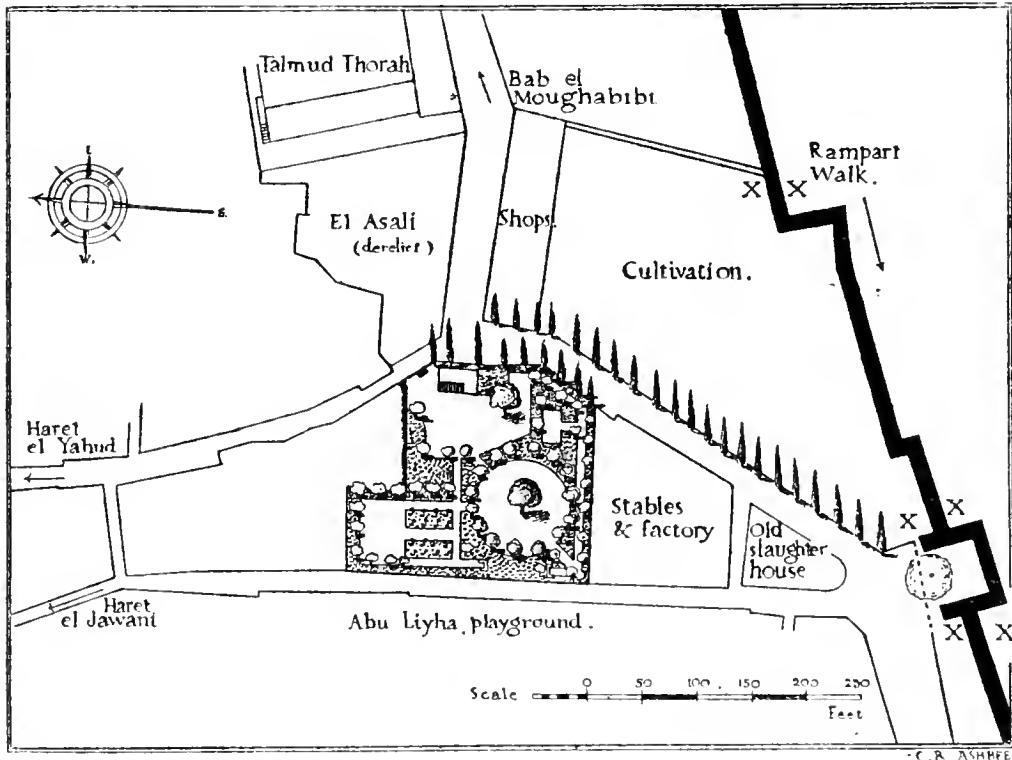 Talmud Thorah
Bab el
Moughabibi
Rampart
Walk.
X X
E.
S.
W.
El Asali
(derelict)
Shops.
Cultivation.
Haret
el Yahud
Stables
& factory
Old
slaughter
house
X X
X X
Haret
el Jawani
Abu Liyha. playground.
Scale 0 50 100 150 200 250
Feet
C. R. ASHBEE